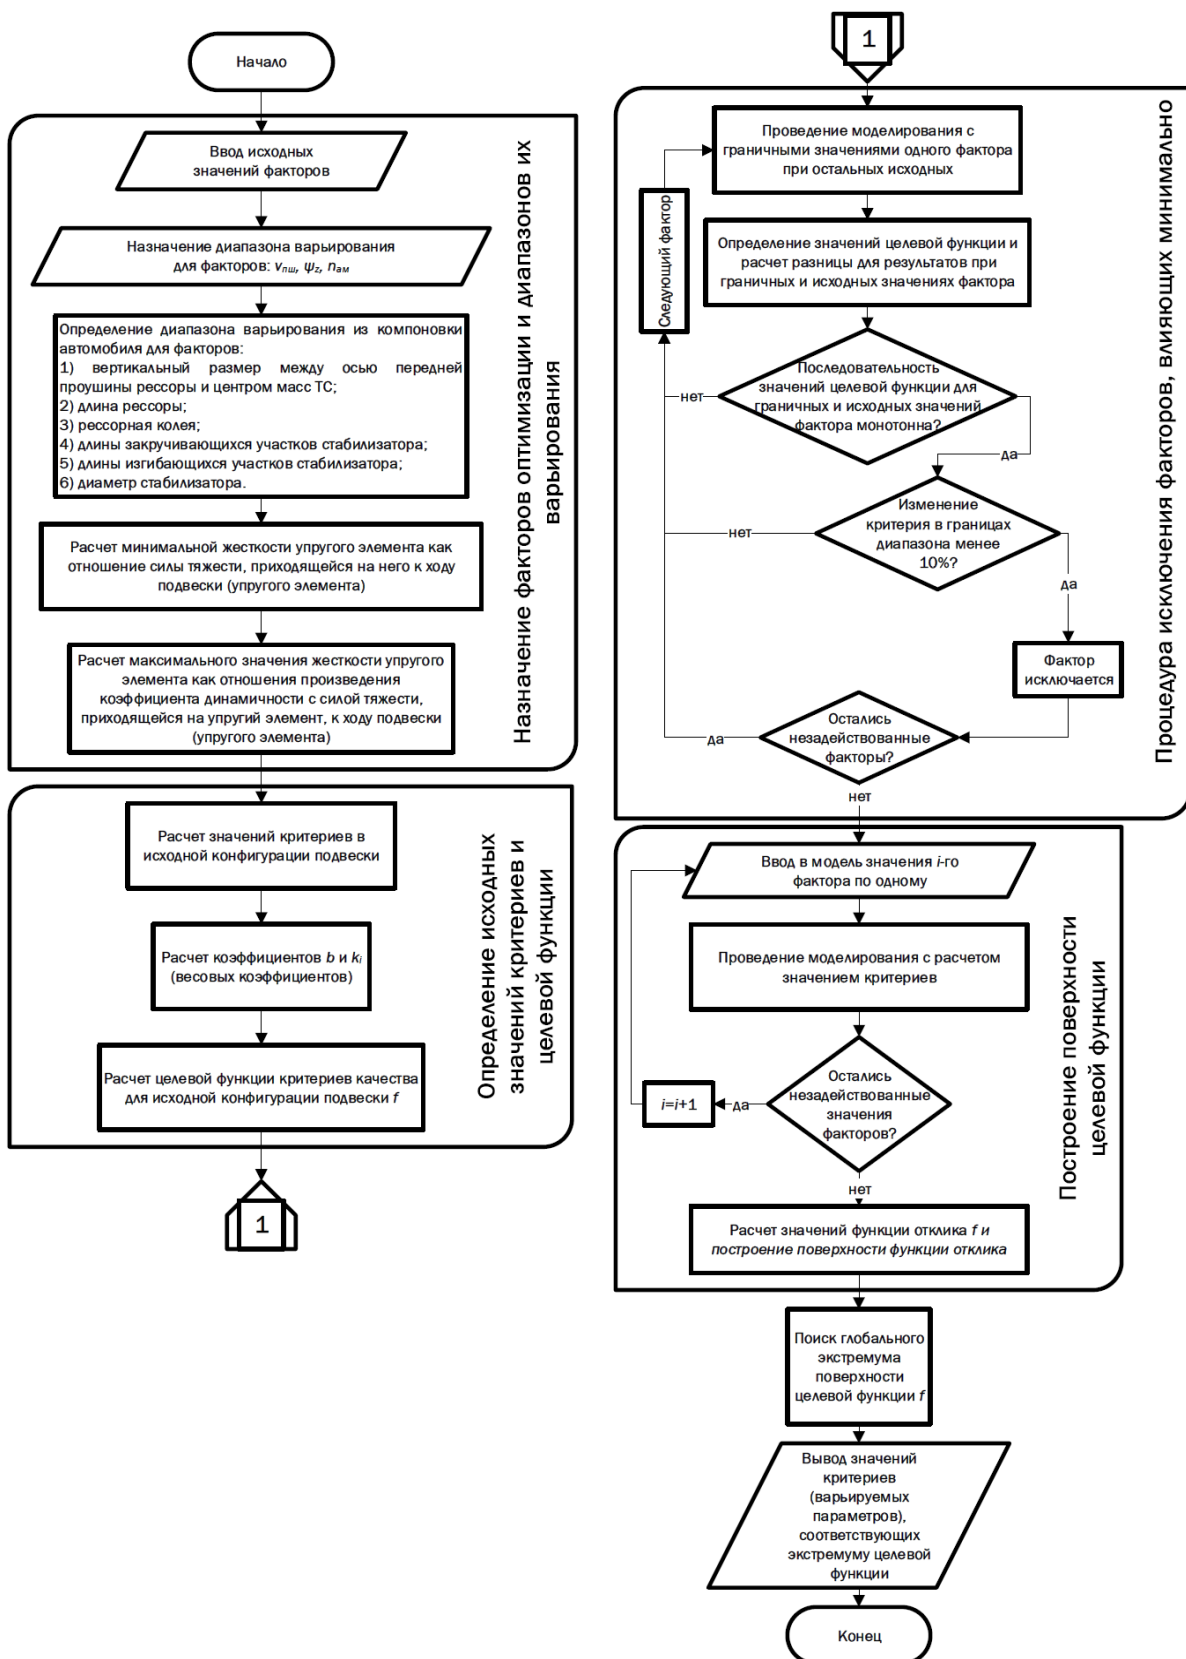 Начало
Ввод исходных
значений факторов
Назначение диапазона варьирования
для факторов: vпш, ψz, nам
Определение диапазона варьирования из компоновки
автомобиля для факторов:
1) вертикальный размер между осью передней
проушины рессоры и центром масс ТС;
2) длина рессоры;
3) рессорная колея;
4) длины закручивающихся участков стабилизатора;
5) длины изгибающихся участков стабилизатора;
6) диаметр стабилизатора.
Расчет минимальной жесткости упругого элемента как
отношение силы тяжести, приходящейся на него к ходу
подвески (упругого элемента)
Расчет максимального значения жесткости упругого
элемента как отношения произведения
коэффициента динамичности с силой тяжести,
приходящейся на упругий элемент, к ходу подвески
(упругого элемента)
Назначение факторов оптимизации и диапазонов их
варьирования
Расчет значений критериев в
исходной конфигурации подвески
Расчет коэффициентов b и ki
(весовых коэффициентов)
Расчет целевой функции критериев качества
для исходной конфигурации подвески f
Определение исходных
значений критериев и
целевой функции
1
1
Проведение моделирования с
граничными значениями одного фактора
при остальных исходных
Следующий фактор
Определение значений целевой функции и
расчет разницы для результатов при
граничных и исходных значениях фактора
Последовательность
значений целевой функции для
граничных и исходных значений
фактора монотонна?
нет
да
Изменение
критерия в границах
диапазона менее
10%?
нет
да
Фактор
исключается
Остались
незадействованные
факторы?
да
нет
Процедура исключения факторов, влияющих минимально
Ввод в модель значения i-го
фактора по одному
Проведение моделирования с расчетом
значением критериев
Остались
незадействованные
значения
факторов?
да
i=i+1
нет
Расчет значений функции отклика f и
построение поверхности функции отклика
Построение поверхности
целевой функции
Поиск глобального
экстремума
поверхности
целевой функции f
Вывод значений
критериев
(варьируемых
параметров),
соответствующих
экстремуму целевой
функции
Конец